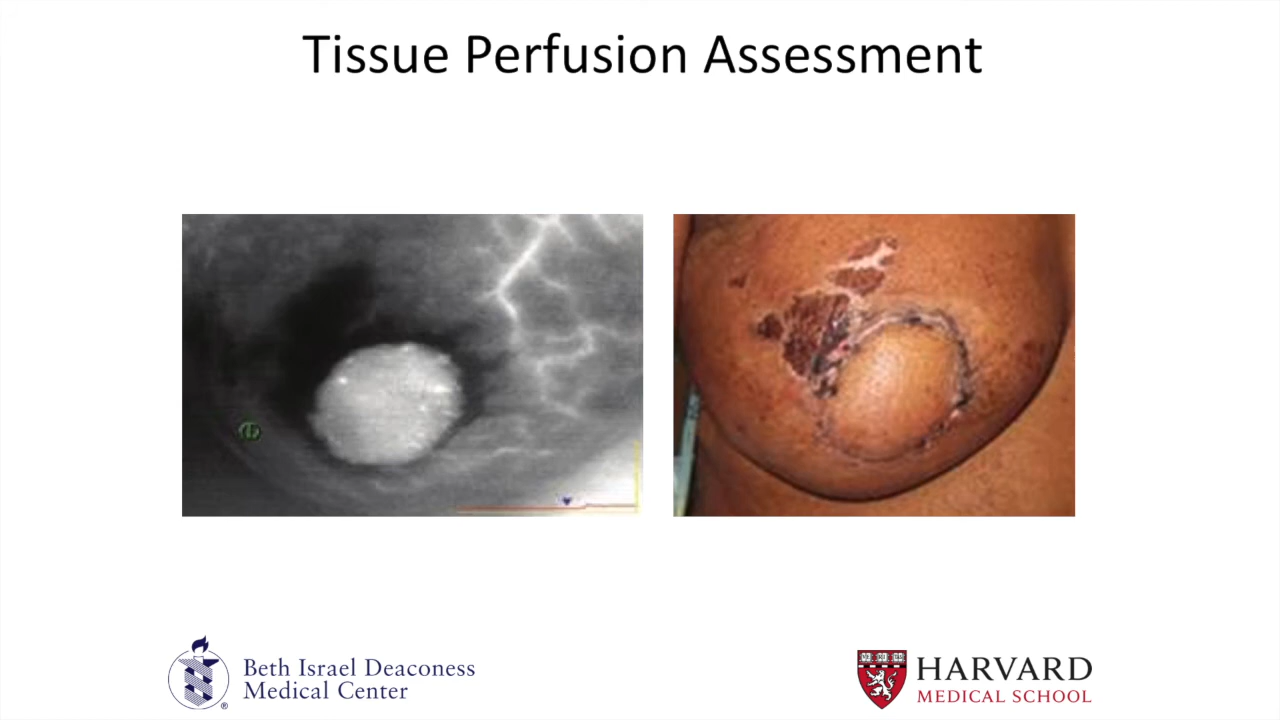 Tissue Perfusion Assessment
Beth Israel Deaconess
Medical Center
®
HARVARD
MEDICAL SCHOOL